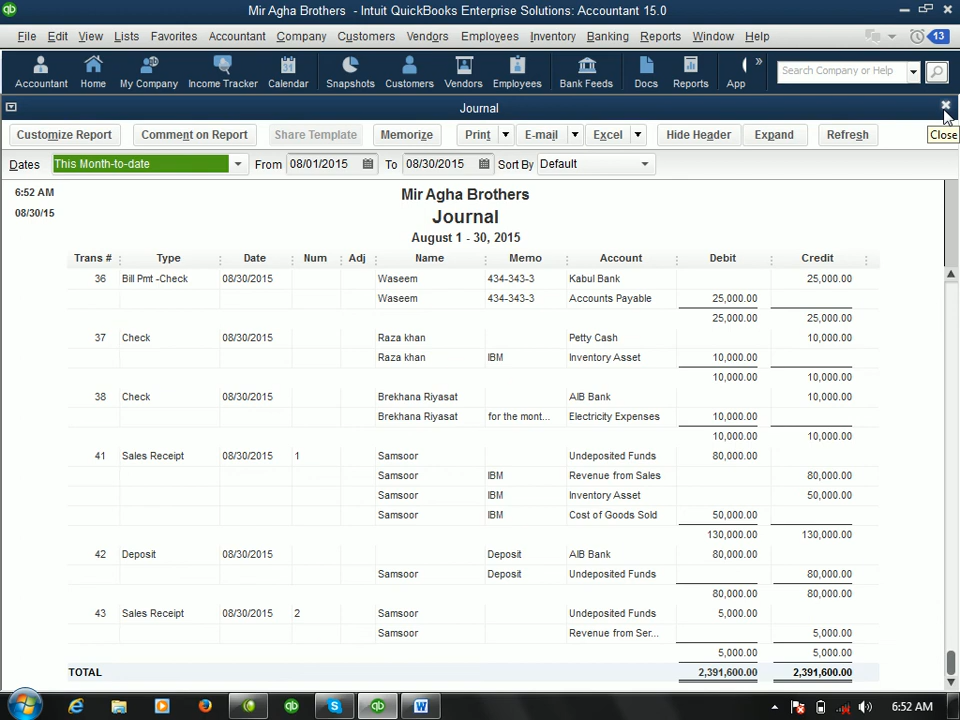 Mir Agha Brothers - Intuit QuickBooks Enterprise Solutions: Accountant 15.0
File Edit View Lists Favorites Accountant Company Customers Vendors Employees Inventory Banking Reports Window Help 13
Accountant Home My Company Income Tracker Calendar Snapshots Customers Vendors Employees Bank Feeds Docs Reports App » Search Company or Help
Journal
Close
Customize Report Comment on Report Share Template Memorize Print E-mail Excel Hide Header Expand Refresh
Dates This Month-to-date From 08/01/2015 To 08/30/2015 Sort By Default
6:52 AM
08/30/15
Mir Agha Brothers
Journal
August 1 - 30, 2015
Trans # Type Date Num Adj Name Memo Account Debit Credit
36 Bill Pmt -Check 08/30/2015 Waseem 434-343-3 Kabul Bank 25,000.00
Waseem 434-343-3 Accounts Payable 25,000.00
25,000.00 25,000.00
37 Check 08/30/2015 Raza khan Petty Cash 10,000.00
Raza khan IBM Inventory Asset 10,000.00
10,000.00 10,000.00
38 Check 08/30/2015 Brekhana Riyasat AIB Bank 10,000.00
Brekhana Riyasat for the mont... Electricity Expenses 10,000.00
10,000.00 10,000.00
41 Sales Receipt 08/30/2015 1 Samsoor Undeposited Funds 80,000.00
Samsoor IBM Revenue from Sales 80,000.00
Samsoor IBM Inventory Asset 50,000.00
Samsoor IBM Cost of Goods Sold 50,000.00
130,000.00 130,000.00
42 Deposit 08/30/2015 Deposit AIB Bank 80,000.00
Samsoor Deposit Undeposited Funds 80,000.00
80,000.00 80,000.00
43 Sales Receipt 08/30/2015 2 Samsoor Undeposited Funds 5,000.00
Samsoor Revenue from Ser... 5,000.00
5,000.00 5,000.00
TOTAL 2,391,600.00 2,391,600.00
6:52 AM